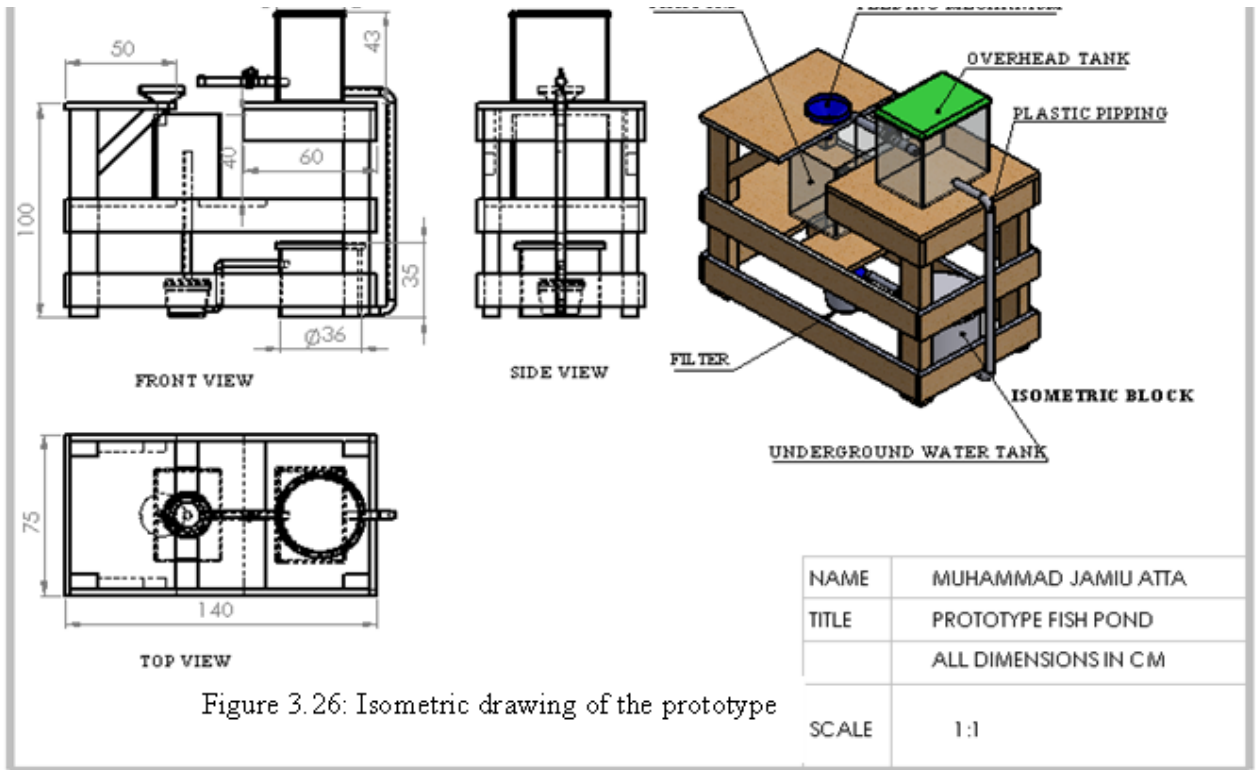 OVERHEAD TANK
PLASTIC PIPPING
50
43
40
60
100
35
Ø36
FRONT VIEW
SIDE VIEW
FILTER
ISOMETRIC BLOCK
UNDERGROUND WATER TANK
75
140
TOP VIEW
NAME MUHAMMAD JAMIU ATTA
TITLE PROTOTYPE FISH POND
ALL DIMENSIONS IN CM
SCALE 1:1
Figure 3.26: Isometric drawing of the prototype